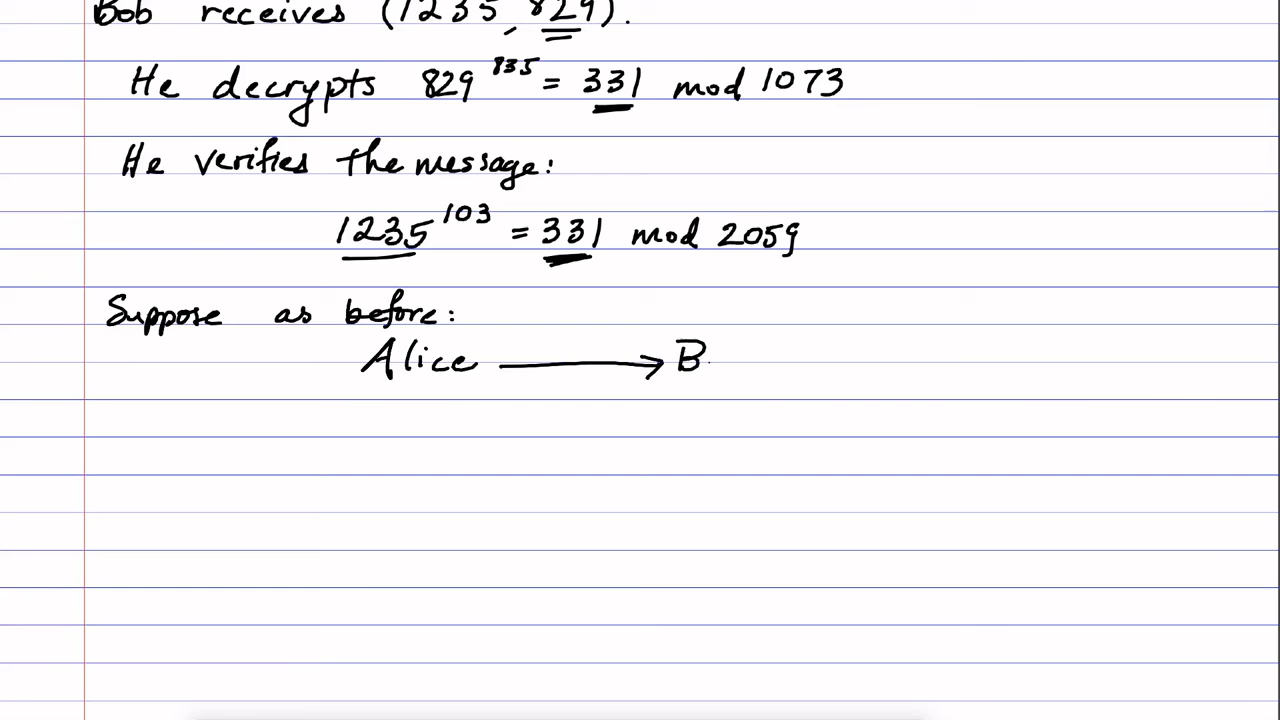 Bob receives (1235, 829).
He decrypts 829^835 = 331 mod 1073
He verifies the message:
1235^103 = 331 mod 2059
Suppose as before:
Alice ⟶ B